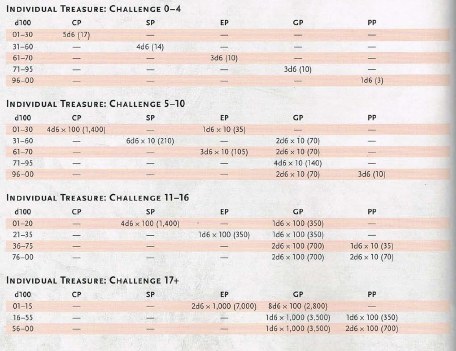 INDIVIDUAL TREASURE: CHALLENGE 0–4
d100 CP SP EP GP PP
01–30 5d6 (17) — — — —
31–60 — 4d6 (14) — — —
61–70 — — 3d6 (10) — —
71–95 — — — 3d6 (10) —
96–00 — — — — 1d6 (3)
INDIVIDUAL TREASURE: CHALLENGE 5–10
d100 CP SP EP GP PP
01–30 4d6 × 100 (1,400) — 1d6 × 10 (35) — —
31–60 — 6d6 × 10 (210) — 2d6 × 10 (70) —
61–70 — — 3d6 × 10 (105) 2d6 × 10 (70) —
71–95 — — — 4d6 × 10 (140) —
96–00 — — — 2d6 × 10 (70) 3d6 (10)
INDIVIDUAL TREASURE: CHALLENGE 11–16
d100 CP SP EP GP PP
01–20 — 4d6 × 100 (1,400) - 1d6 × 100 (350) —
21–35 — — 1d6 × 100 (350) 1d6 × 100 (350) —
36–75 — — — 2d6 × 100 (700) 1d6 × 10 (35)
76–00 — — — 2d6 × 100 (700) 2d6 × 10 (70)
INDIVIDUAL TREASURE: CHALLENGE 17+
d100 CP SP EP GP PP
01–15 — — 2d6 × 1,000 (7,000) 8d6 × 100 (2,800) —
16–55 — — — 1d6 × 1,000 (3,500) 1d6 × 100 (350)
56–00 — — — 1d6 × 1,000 (3,500) 2d6 × 100 (700)